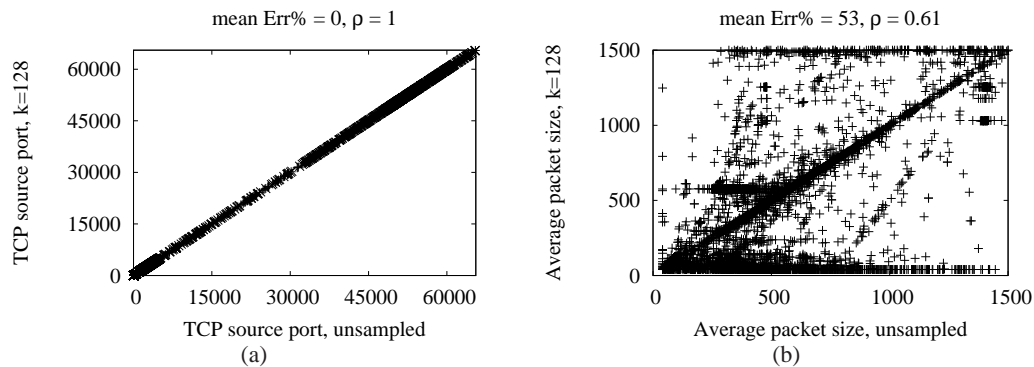 mean Err% = 0, ρ = 1
TCP source port, k=128
60000
45000
30000
15000
0
0 15000 30000 45000 60000
TCP source port, unsampled
(a)
mean Err% = 53, ρ = 0.61
Average packet size, k=128
1500
1000
500
0
0 500 1000 1500
Average packet size, unsampled
(b)